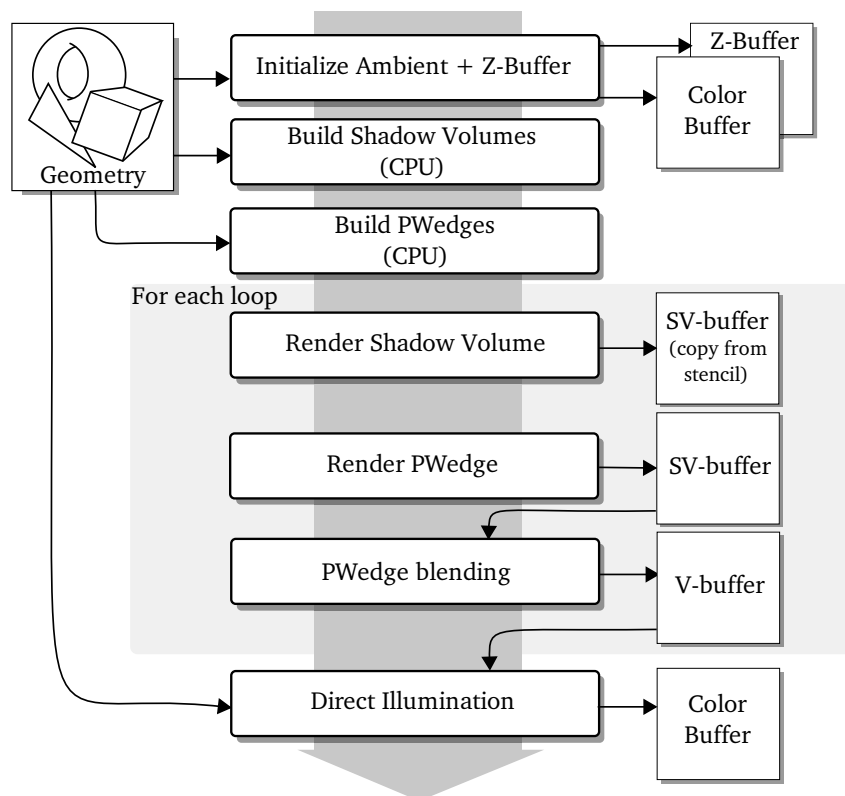 Geometry
Initialize Ambient + Z-Buffer
Z-Buffer
Color
Buffer
Build Shadow Volumes
(CPU)
Build PWedges
(CPU)
For each loop
Render Shadow Volume
SV-buffer
(copy from
stencil)
Render PWedge
SV-buffer
PWedge blending
V-buffer
Direct Illumination
Color
Buffer